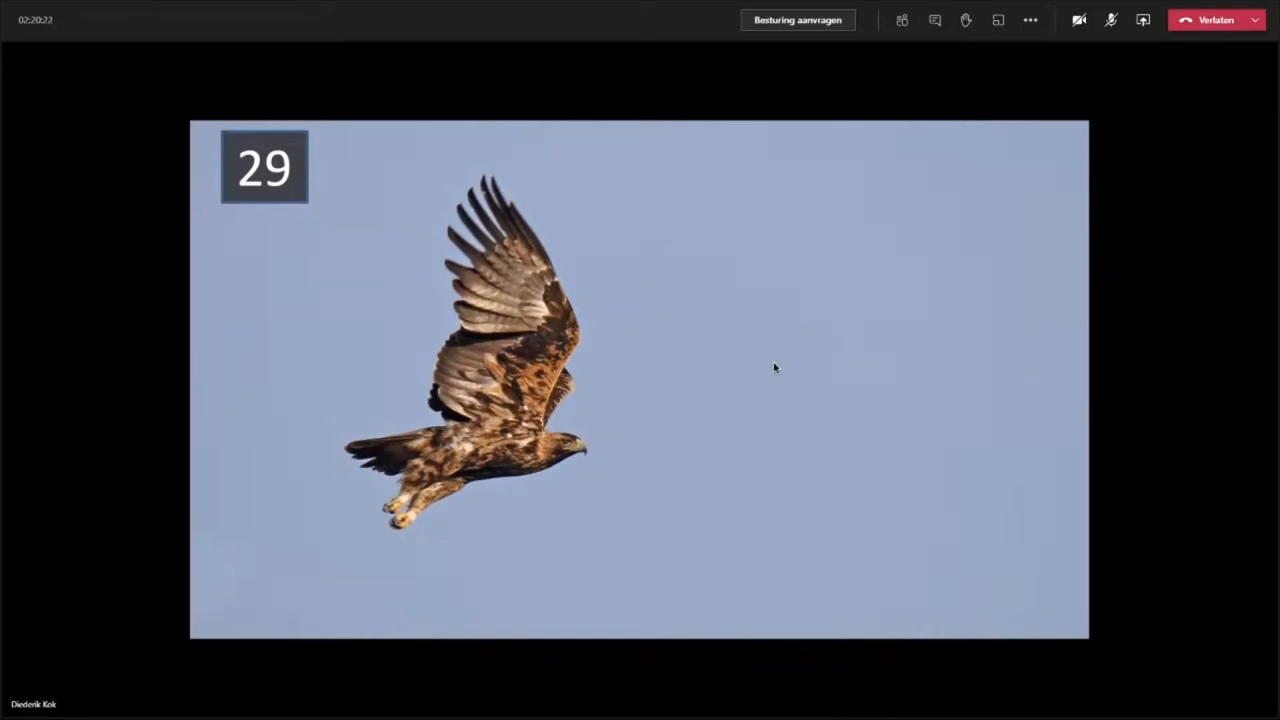 02:20:22
Besturing aanvragen
Verlaten
29
Diederik Kok